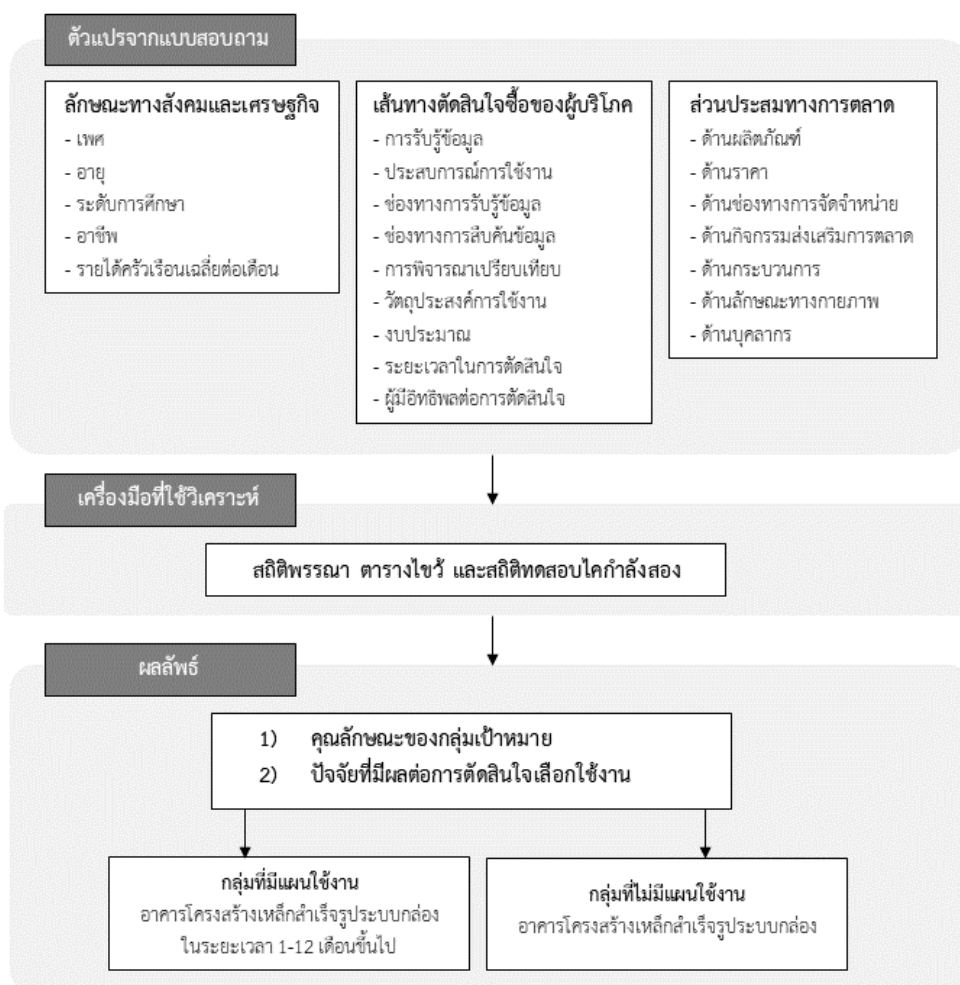 ตัวแปรจากแบบสอบถาม
ลักษณะทางสังคมและเศรษฐกิจ
- เพศ
- อายุ
- ระดับการศึกษา
- อาชีพ
- รายได้ครัวเรือนเฉลี่ยต่อเดือน
เส้นทางตัดสินใจซื้อของผู้บริโภค
- การรับรู้ข้อมูล
- ประสบการณ์การใช้งาน
- ช่องทางการรับรู้ข้อมูล
- ช่องทางการสืบค้นข้อมูล
- การพิจารณาเปรียบเทียบ
- วัตถุประสงค์การใช้งาน
- งบประมาณ
- ระยะเวลาในการตัดสินใจ
- ผู้มีอิทธิพลต่อการตัดสินใจ
ส่วนประสมทางการตลาด
- ด้านผลิตภัณฑ์
- ด้านราคา
- ด้านช่องทางการจัดจำหน่าย
- ด้านกิจกรรมส่งเสริมการตลาด
- ด้านกระบวนการ
- ด้านลักษณะทางกายภาพ
- ด้านบุคลากร
เครื่องมือที่ใช้วิเคราะห์
สถิติพรรณา ตารางไขว้ และสถิติทดสอบไคกำลังสอง
ผลลัพธ์
1) คุณลักษณะของกลุ่มเป้าหมาย
2) ปัจจัยที่มีผลต่อการตัดสินใจเลือกใช้งาน
กลุ่มที่มีแผนใช้งาน
อาคารโครงสร้างเหล็กสำเร็จรูประบบกล่อง
ในระยะเวลา 1-12 เดือนขึ้นไป
กลุ่มที่ไม่มีแผนใช้งาน
อาคารโครงสร้างเหล็กสำเร็จรูประบบกล่อง